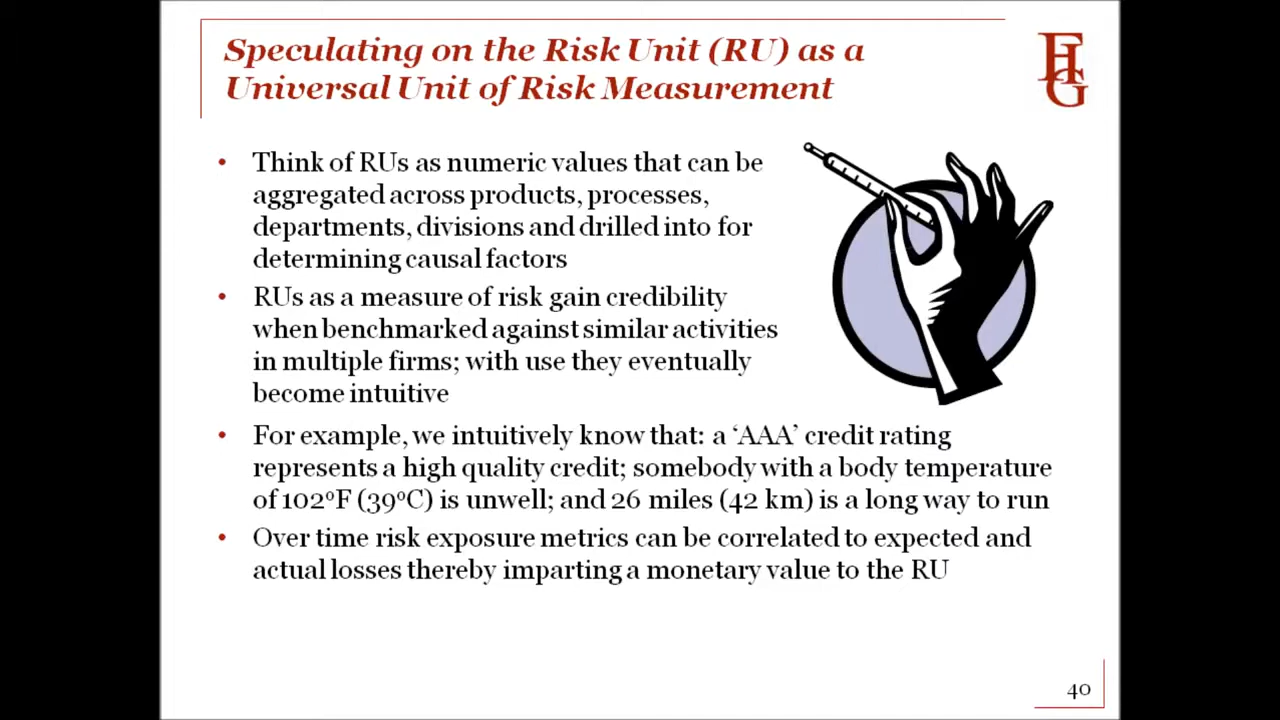 Speculating on the Risk Unit (RU) as a
Universal Unit of Risk Measurement
FHG
• Think of RUs as numeric values that can be
aggregated across products, processes,
departments, divisions and drilled into for
determining causal factors
• RUs as a measure of risk gain credibility
when benchmarked against similar activities
in multiple firms; with use they eventually
become intuitive
• For example, we intuitively know that: a ‘AAA’ credit rating
represents a high quality credit; somebody with a body temperature
of 102°F (39°C) is unwell; and 26 miles (42 km) is a long way to run
• Over time risk exposure metrics can be correlated to expected and
actual losses thereby imparting a monetary value to the RU
40